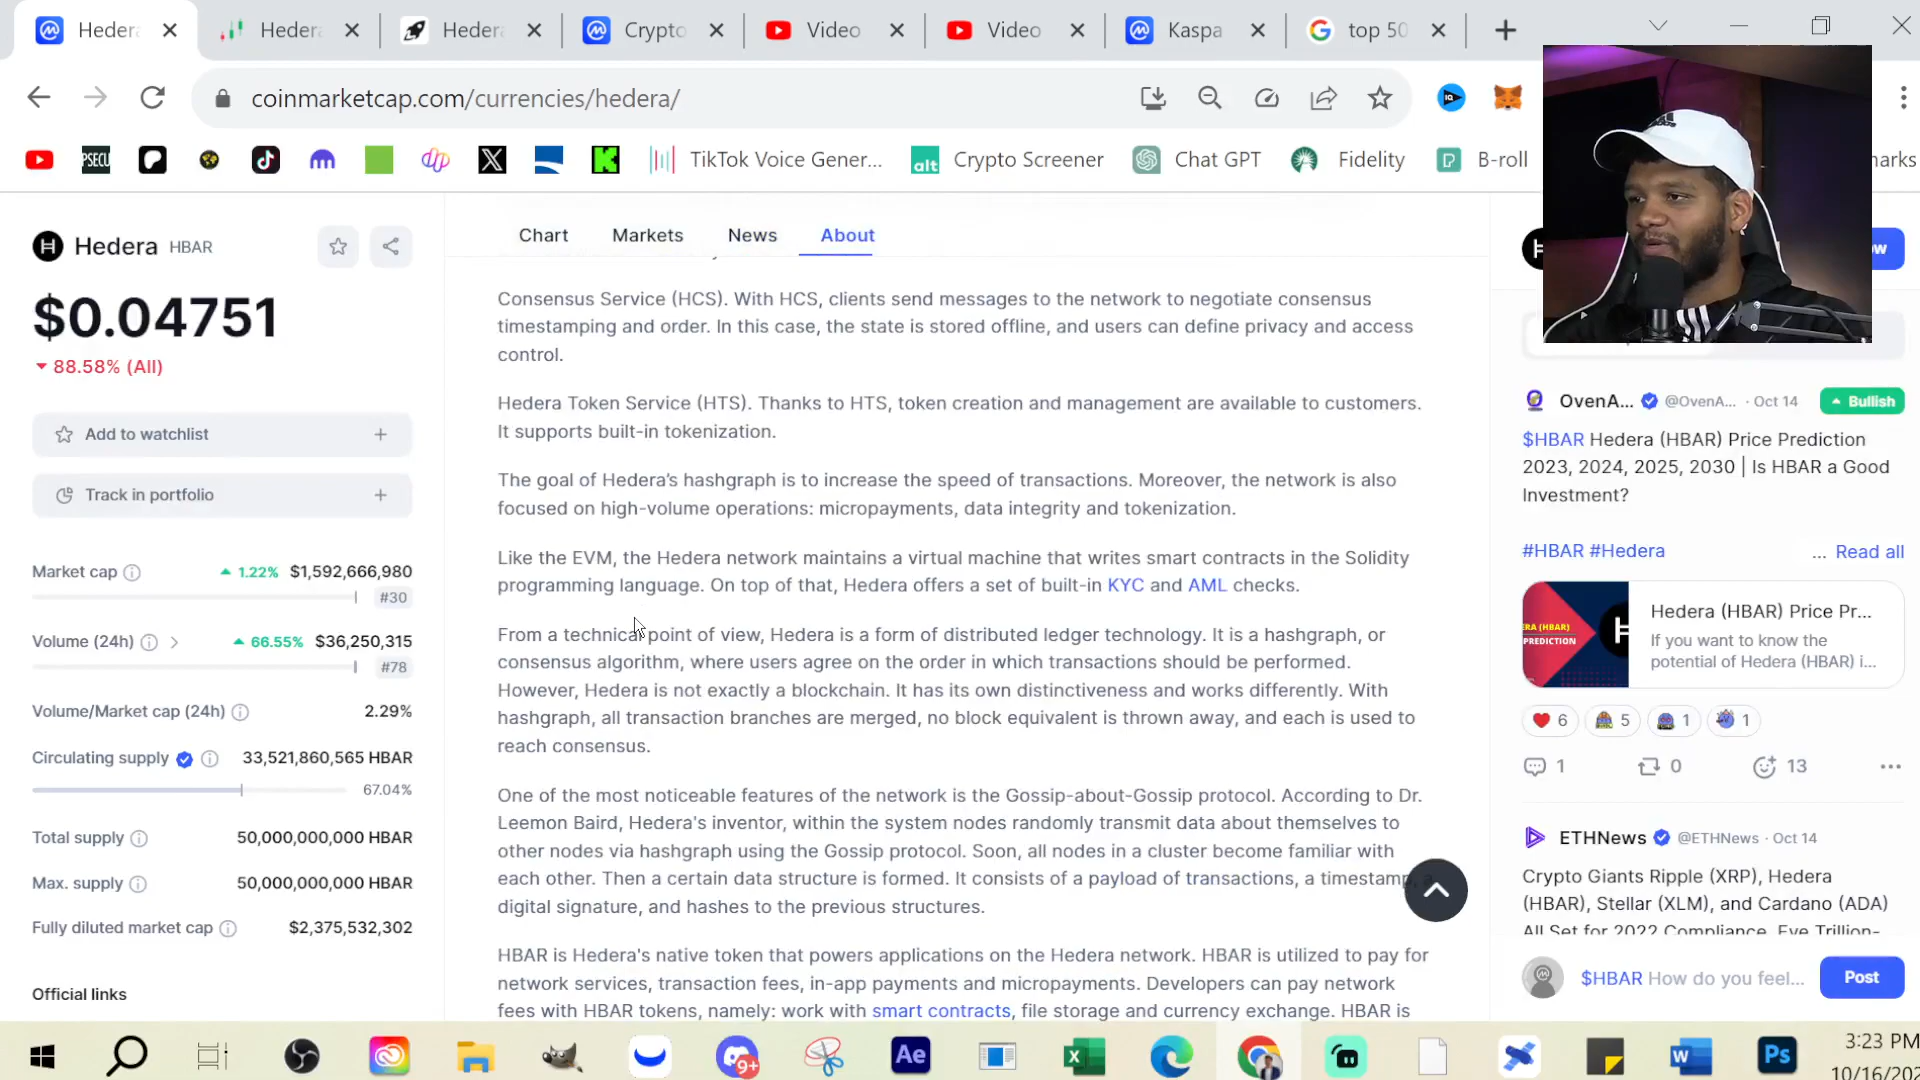 Hedera
Hedera
Hedera
Crypto
Video
Video
Kaspa
top 50
coinmarketcap.com/currencies/hedera/
PSECU
TikTok Voice Gener...
alt
Crypto Screener
Chat GPT
Fidelity
B-roll
Hedera HBAR
$0.04751
88.58% (All)
Add to watchlist
Track in portfolio
Market cap 1.22% $1,592,666,980
#30
Volume (24h) 66.55% $36,250,315
#78
Volume/Market cap (24h) 2.29%
Circulating supply 33,521,860,565 HBAR
67.04%
Total supply 50,000,000,000 HBAR
Max. supply 50,000,000,000 HBAR
Fully diluted market cap $2,375,532,302
Official links
Chart Markets News About
Consensus Service (HCS). With HCS, clients send messages to the network to negotiate consensus
timestamping and order. In this case, the state is stored offline, and users can define privacy and access
control.
Hedera Token Service (HTS). Thanks to HTS, token creation and management are available to customers.
It supports built-in tokenization.
The goal of Hedera's hashgraph is to increase the speed of transactions. Moreover, the network is also
focused on high-volume operations: micropayments, data integrity and tokenization.
Like the EVM, the Hedera network maintains a virtual machine that writes smart contracts in the Solidity
programming language. On top of that, Hedera offers a set of built-in KYC and AML checks.
From a technical point of view, Hedera is a form of distributed ledger technology. It is a hashgraph, or
consensus algorithm, where users agree on the order in which transactions should be performed.
However, Hedera is not exactly a blockchain. It has its own distinctiveness and works differently. With
hashgraph, all transaction branches are merged, no block equivalent is thrown away, and each is used to
reach consensus.
One of the most noticeable features of the network is the Gossip-about-Gossip protocol. According to Dr.
Leemon Baird, Hedera's inventor, within the system nodes randomly transmit data about themselves to
other nodes via hashgraph using the Gossip protocol. Soon, all nodes in a cluster become familiar with
each other. Then a certain data structure is formed. It consists of a payload of transactions, a timestamp, a
digital signature, and hashes to the previous structures.
HBAR is Hedera's native token that powers applications on the Hedera network. HBAR is utilized to pay for
network services, transaction fees, in-app payments and micropayments. Developers can pay network
fees with HBAR tokens, namely: work with smart contracts, file storage and currency exchange. HBAR is
OvenA... @OvenA... · Oct 14 Bullish
$HBAR Hedera (HBAR) Price Prediction
2023, 2024, 2025, 2030 | Is HBAR a Good
Investment?
#HBAR #Hedera ... Read all
Hedera (HBAR) Price Pr...
If you want to know the
potential of Hedera (HBAR) i...
PREDICTION
6 5 1 1
1 0 13
ETHNews @ETHNews · Oct 14
Crypto Giants Ripple (XRP), Hedera
(HBAR), Stellar (XLM), and Cardano (ADA)
All Set for 2022 Compliance, Eye Trillion-
$HBAR How do you feel... Post
9+
Ae
Ps
3:23 PM
10/16/202